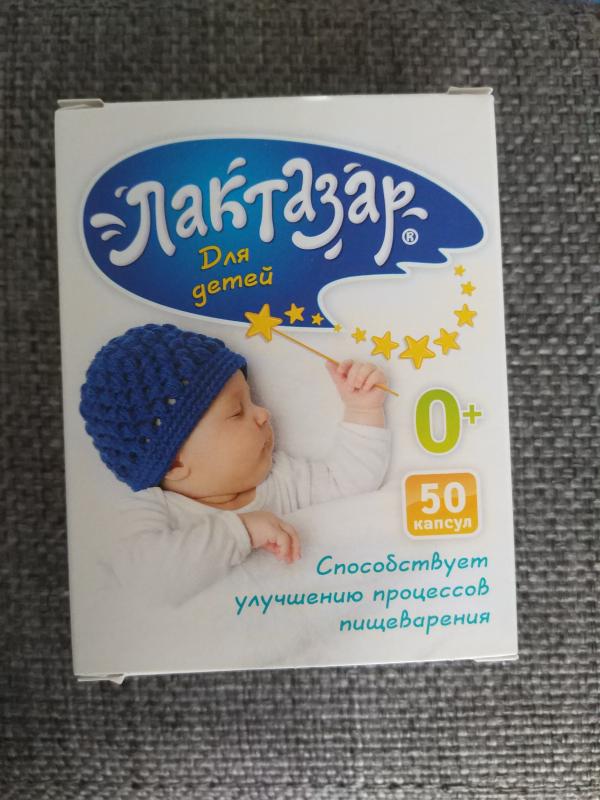 Лактазар®
Для
детей
0+
50
капсул
Способствует
улучшению процессов
пищеварения